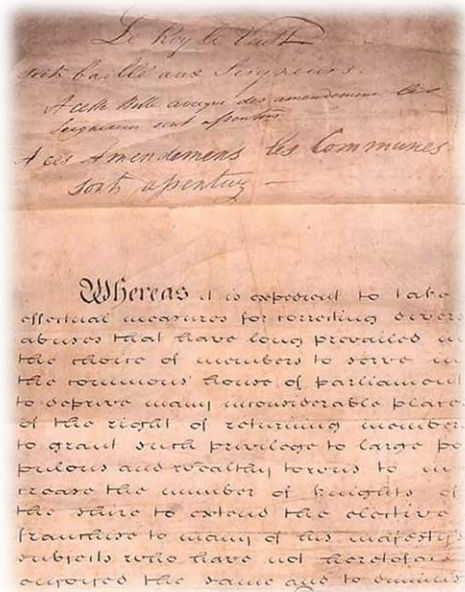 Le Roy le Veult
soit baillé aux Seigneurs.
A ceste Bille avecque des amendemens les
Seigneurs sont assentus
A ces Amendemens les Communes
sont assentuz
Whereas it is expedient to take
effectual measures for correcting divers
abuses that have long prevailed in
the choice of members to serve in
the commons house of parliament
to deprive many inconsiderable place
of the right of returning member
to grant such privilege to large po
pulous and wealthy towns to in
crease the number of knights of
the shire to extend the elective
franchise to many of his majesty's
subjects who have not heretofore
enjoyed the same and to